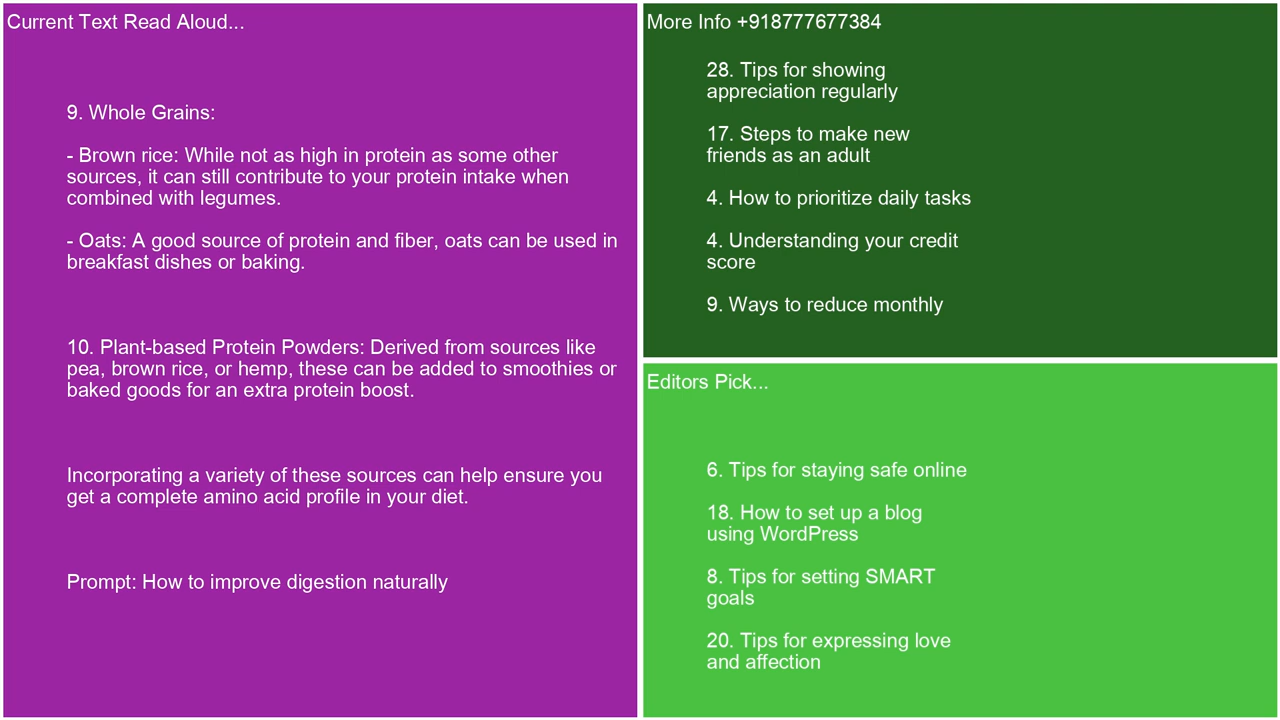 Current Text Read Aloud...
9. Whole Grains:
- Brown rice: While not as high in protein as some other
sources, it can still contribute to your protein intake when
combined with legumes.
- Oats: A good source of protein and fiber, oats can be used in
breakfast dishes or baking.
10. Plant-based Protein Powders: Derived from sources like
pea, brown rice, or hemp, these can be added to smoothies or
baked goods for an extra protein boost.
Incorporating a variety of these sources can help ensure you
get a complete amino acid profile in your diet.
Prompt: How to improve digestion naturally
More Info +918777677384
28. Tips for showing
appreciation regularly
17. Steps to make new
friends as an adult
4. How to prioritize daily tasks
4. Understanding your credit
score
9. Ways to reduce monthly
Editors Pick...
6. Tips for staying safe online
18. How to set up a blog
using WordPress
8. Tips for setting SMART
goals
20. Tips for expressing love
and affection